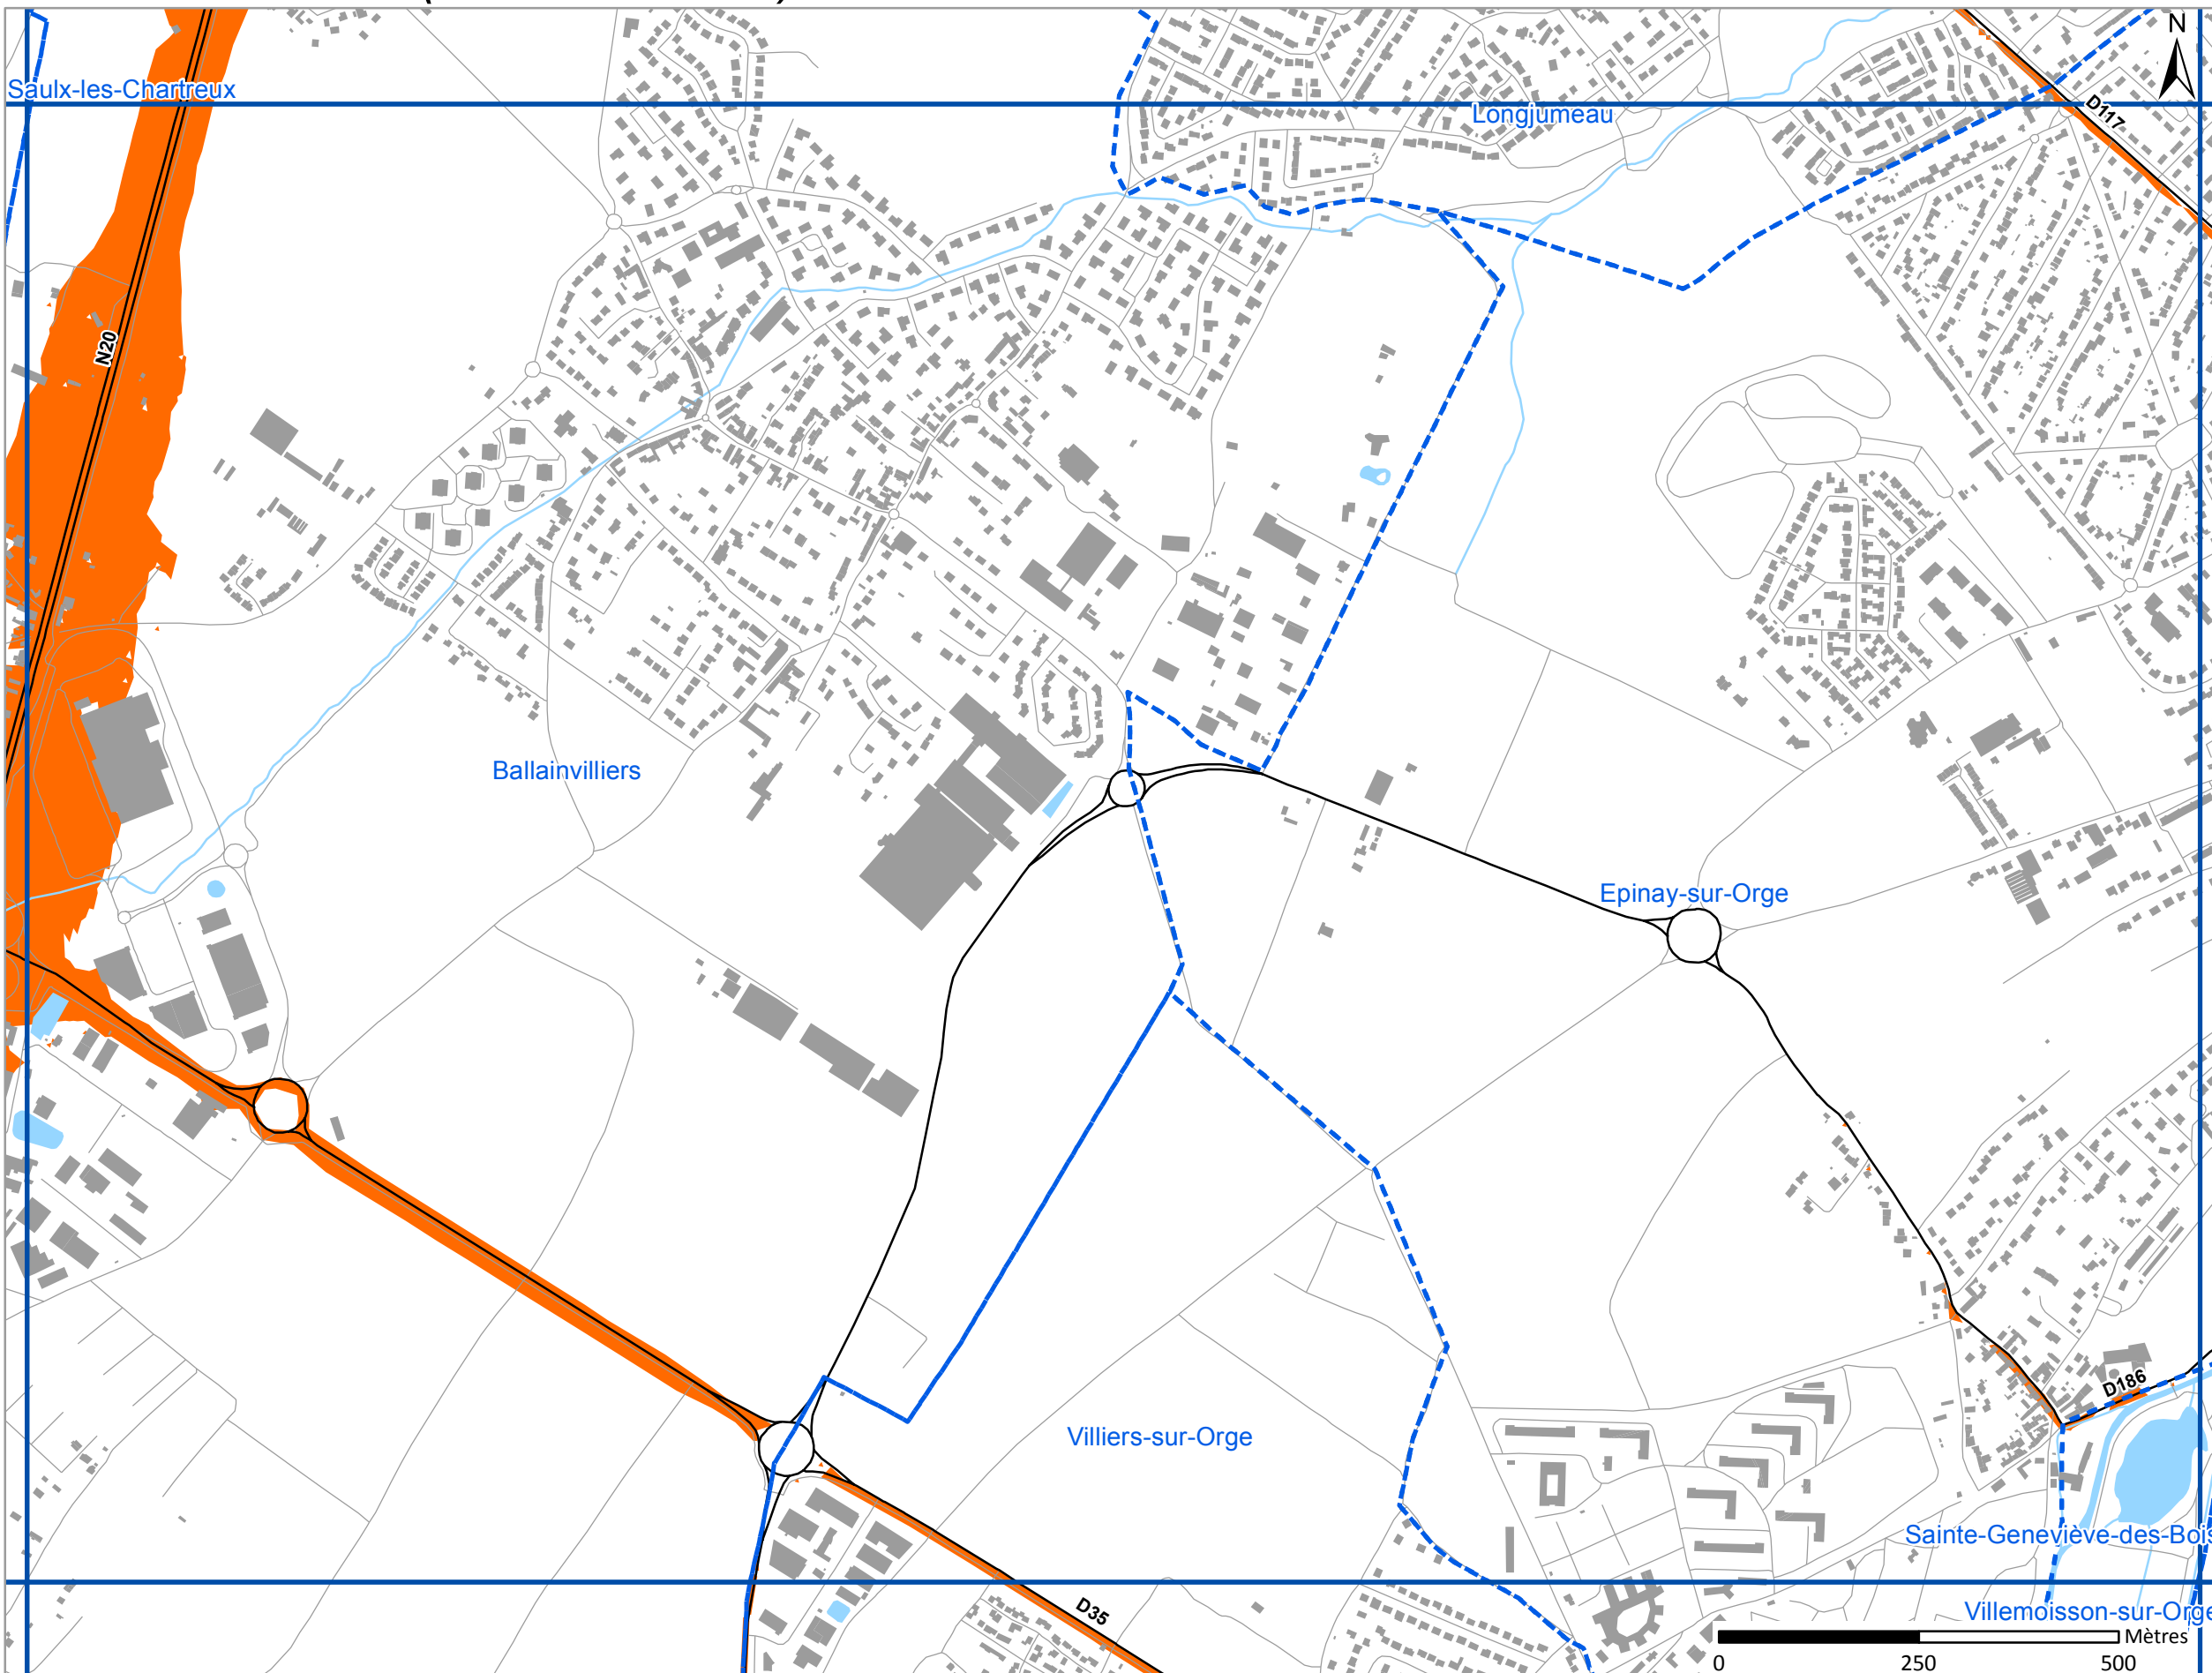 N
Saulx-les-Chartreux
Longjumeau
D117
N20
Ballainvilliers
Epinay-sur-Orge
D186
Villiers-sur-Orge
Sainte-Geneviève-des-Bois
D35
Villemoisson-sur-Orge
Mètres
0 250 500